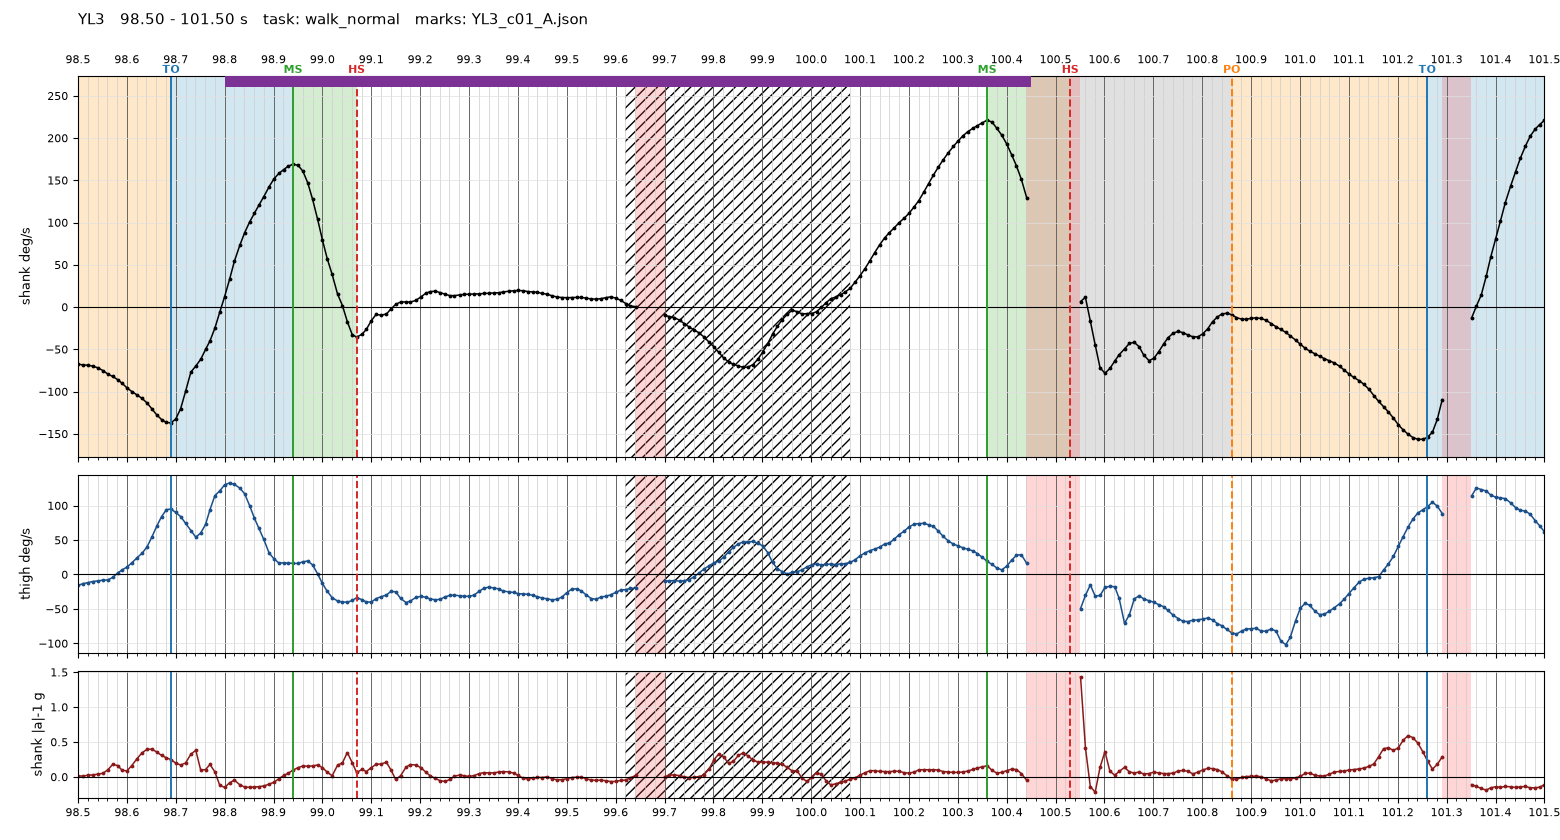 YL3 98.50 - 101.50 s task: walk_normal marks: YL3_c01_A.json
98.5 98.6 98.7 98.8 98.9 99.0 99.1 99.2 99.3 99.4 99.5 99.6 99.7 99.8 99.9 100.0 100.1 100.2 100.3 100.4 100.5 100.6 100.7 100.8 100.9 101.0 101.1 101.2 101.3 101.4 101.5
TO MS HS MS HS PO TO
shank deg/s
250
200
150
100
50
0
−50
−100
−150
thigh deg/s
100
50
0
−50
−100
shank |a|-1 g
1.5
1.0
0.5
0.0
98.5 98.6 98.7 98.8 98.9 99.0 99.1 99.2 99.3 99.4 99.5 99.6 99.7 99.8 99.9 100.0 100.1 100.2 100.3 100.4 100.5 100.6 100.7 100.8 100.9 101.0 101.1 101.2 101.3 101.4 101.5